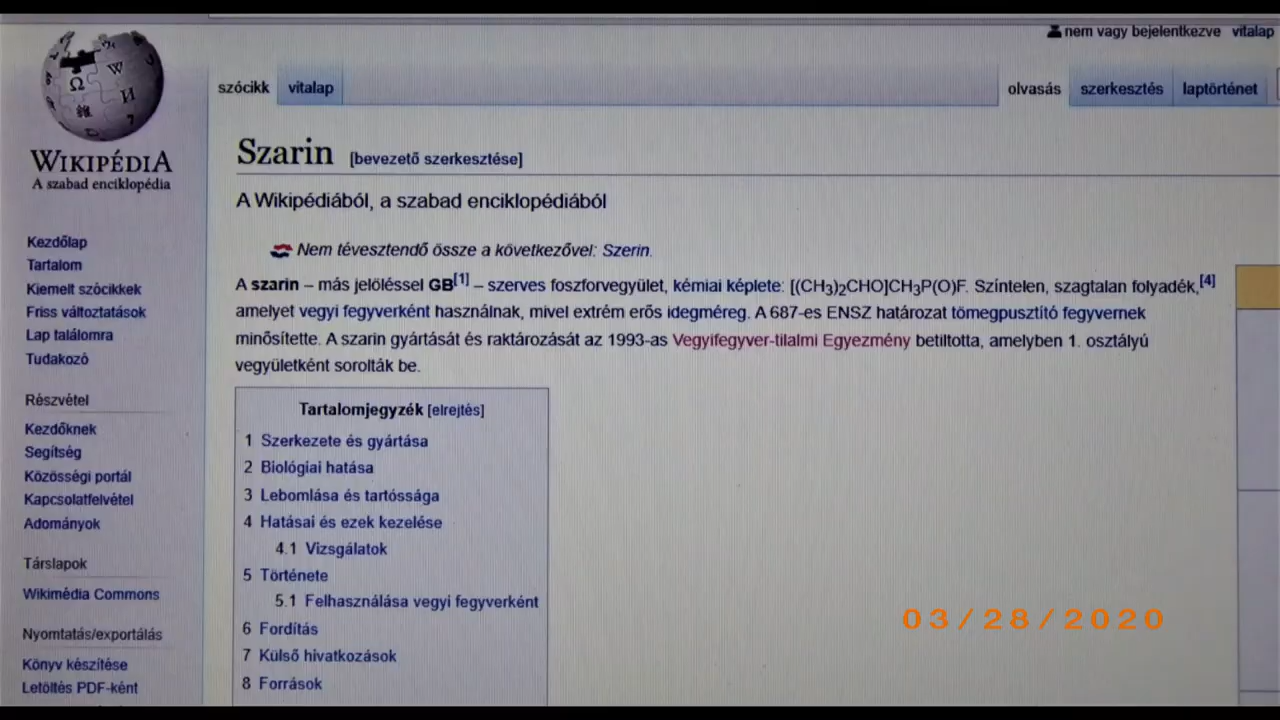 nem vagy bejelentkezve vitalap
szócikk vitalap olvasás szerkesztés laptörténet
WIKIPÉDIA
A szabad enciklopédia
Szarin [bevezető szerkesztése]
A Wikipédiából, a szabad enciklopédiából
Nem tévesztendő össze a következővel: Szerin.
A szarin – más jelöléssel GB[1] – szerves foszforvegyület, kémiai képlete: [(CH3)2CHO]CH3P(O)F. Színtelen, szagtalan folyadék,[4]
amelyet vegyi fegyverként használnak, mivel extrém erős idegméreg. A 687-es ENSZ határozat tömegpusztító fegyvernek
minősítette. A szarin gyártását és raktározását az 1993-as Vegyifegyver-tilalmi Egyezmény betiltotta, amelyben 1. osztályú
vegyületként sorolták be.
Kezdőlap
Tartalom
Kiemelt szócikkek
Friss változtatások
Lap találomra
Tudakozó
Részvétel
Kezdőknek
Segítség
Közösségi portál
Kapcsolatfelvétel
Adományok
Társlapok
Wikimédia Commons
Nyomtatás/exportálás
Könyv készítése
Letöltés PDF-ként
Tartalomjegyzék [elrejtés]
1 Szerkezete és gyártása
2 Biológiai hatása
3 Lebomlása és tartóssága
4 Hatásai és ezek kezelése
4.1 Vizsgálatok
5 Története
5.1 Felhasználása vegyi fegyverként
6 Fordítás
7 Külső hivatkozások
8 Források
03/28/2020